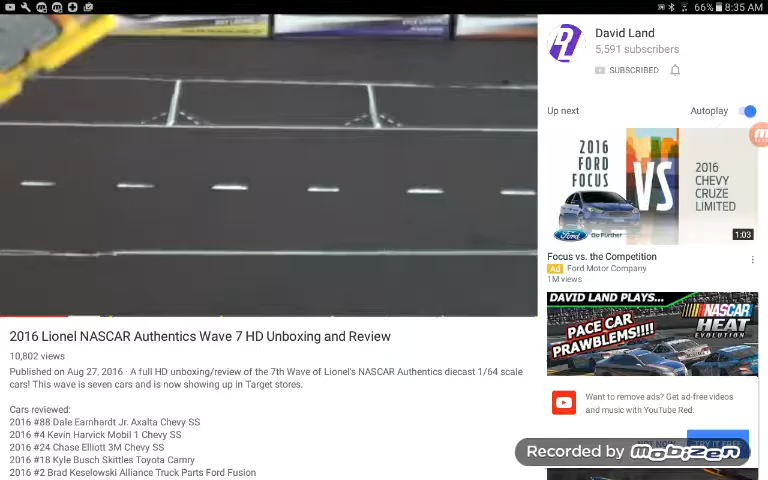 66% 8:35 AM
David Land
5,591 subscribers
SUBSCRIBED
Up next
Autoplay
2016
FORD
FOCUS
VS
2016
CHEVY
CRUZE
LIMITED
Ford
Go Further
1:03
Focus vs. the Competition
Ad Ford Motor Company
1M views
DAVID LAND PLAYS...
PACE CAR
PRAWBLEMS!!!!
NASCAR
HEAT
EVOLUTION
Want to remove ads? Get ad-free videos
and music with YouTube Red.
NOT NOW TRY IT FREE
Recorded by mobizen
2016 Lionel NASCAR Authentics Wave 7 HD Unboxing and Review
10,802 views
Published on Aug 27, 2016 · A full HD unboxing/review of the 7th Wave of Lionel's NASCAR Authentics diecast 1/64 scale
cars! This wave is seven cars and is now showing up in Target stores.
Cars reviewed:
2016 #88 Dale Earnhardt Jr. Axalta Chevy SS
2016 #4 Kevin Harvick Mobil 1 Chevy SS
2016 #24 Chase Elliott 3M Chevy SS
2016 #18 Kyle Busch Skittles Toyota Camry
2016 #2 Brad Keselowski Alliance Truck Parts Ford Fusion